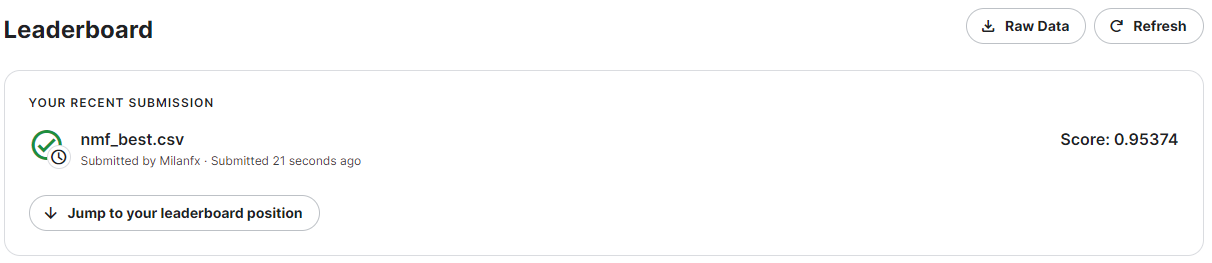 Leaderboard
Raw Data
Refresh
YOUR RECENT SUBMISSION
nmf_best.csv
Score: 0.95374
Submitted by Milanfx · Submitted 21 seconds ago
Jump to your leaderboard position